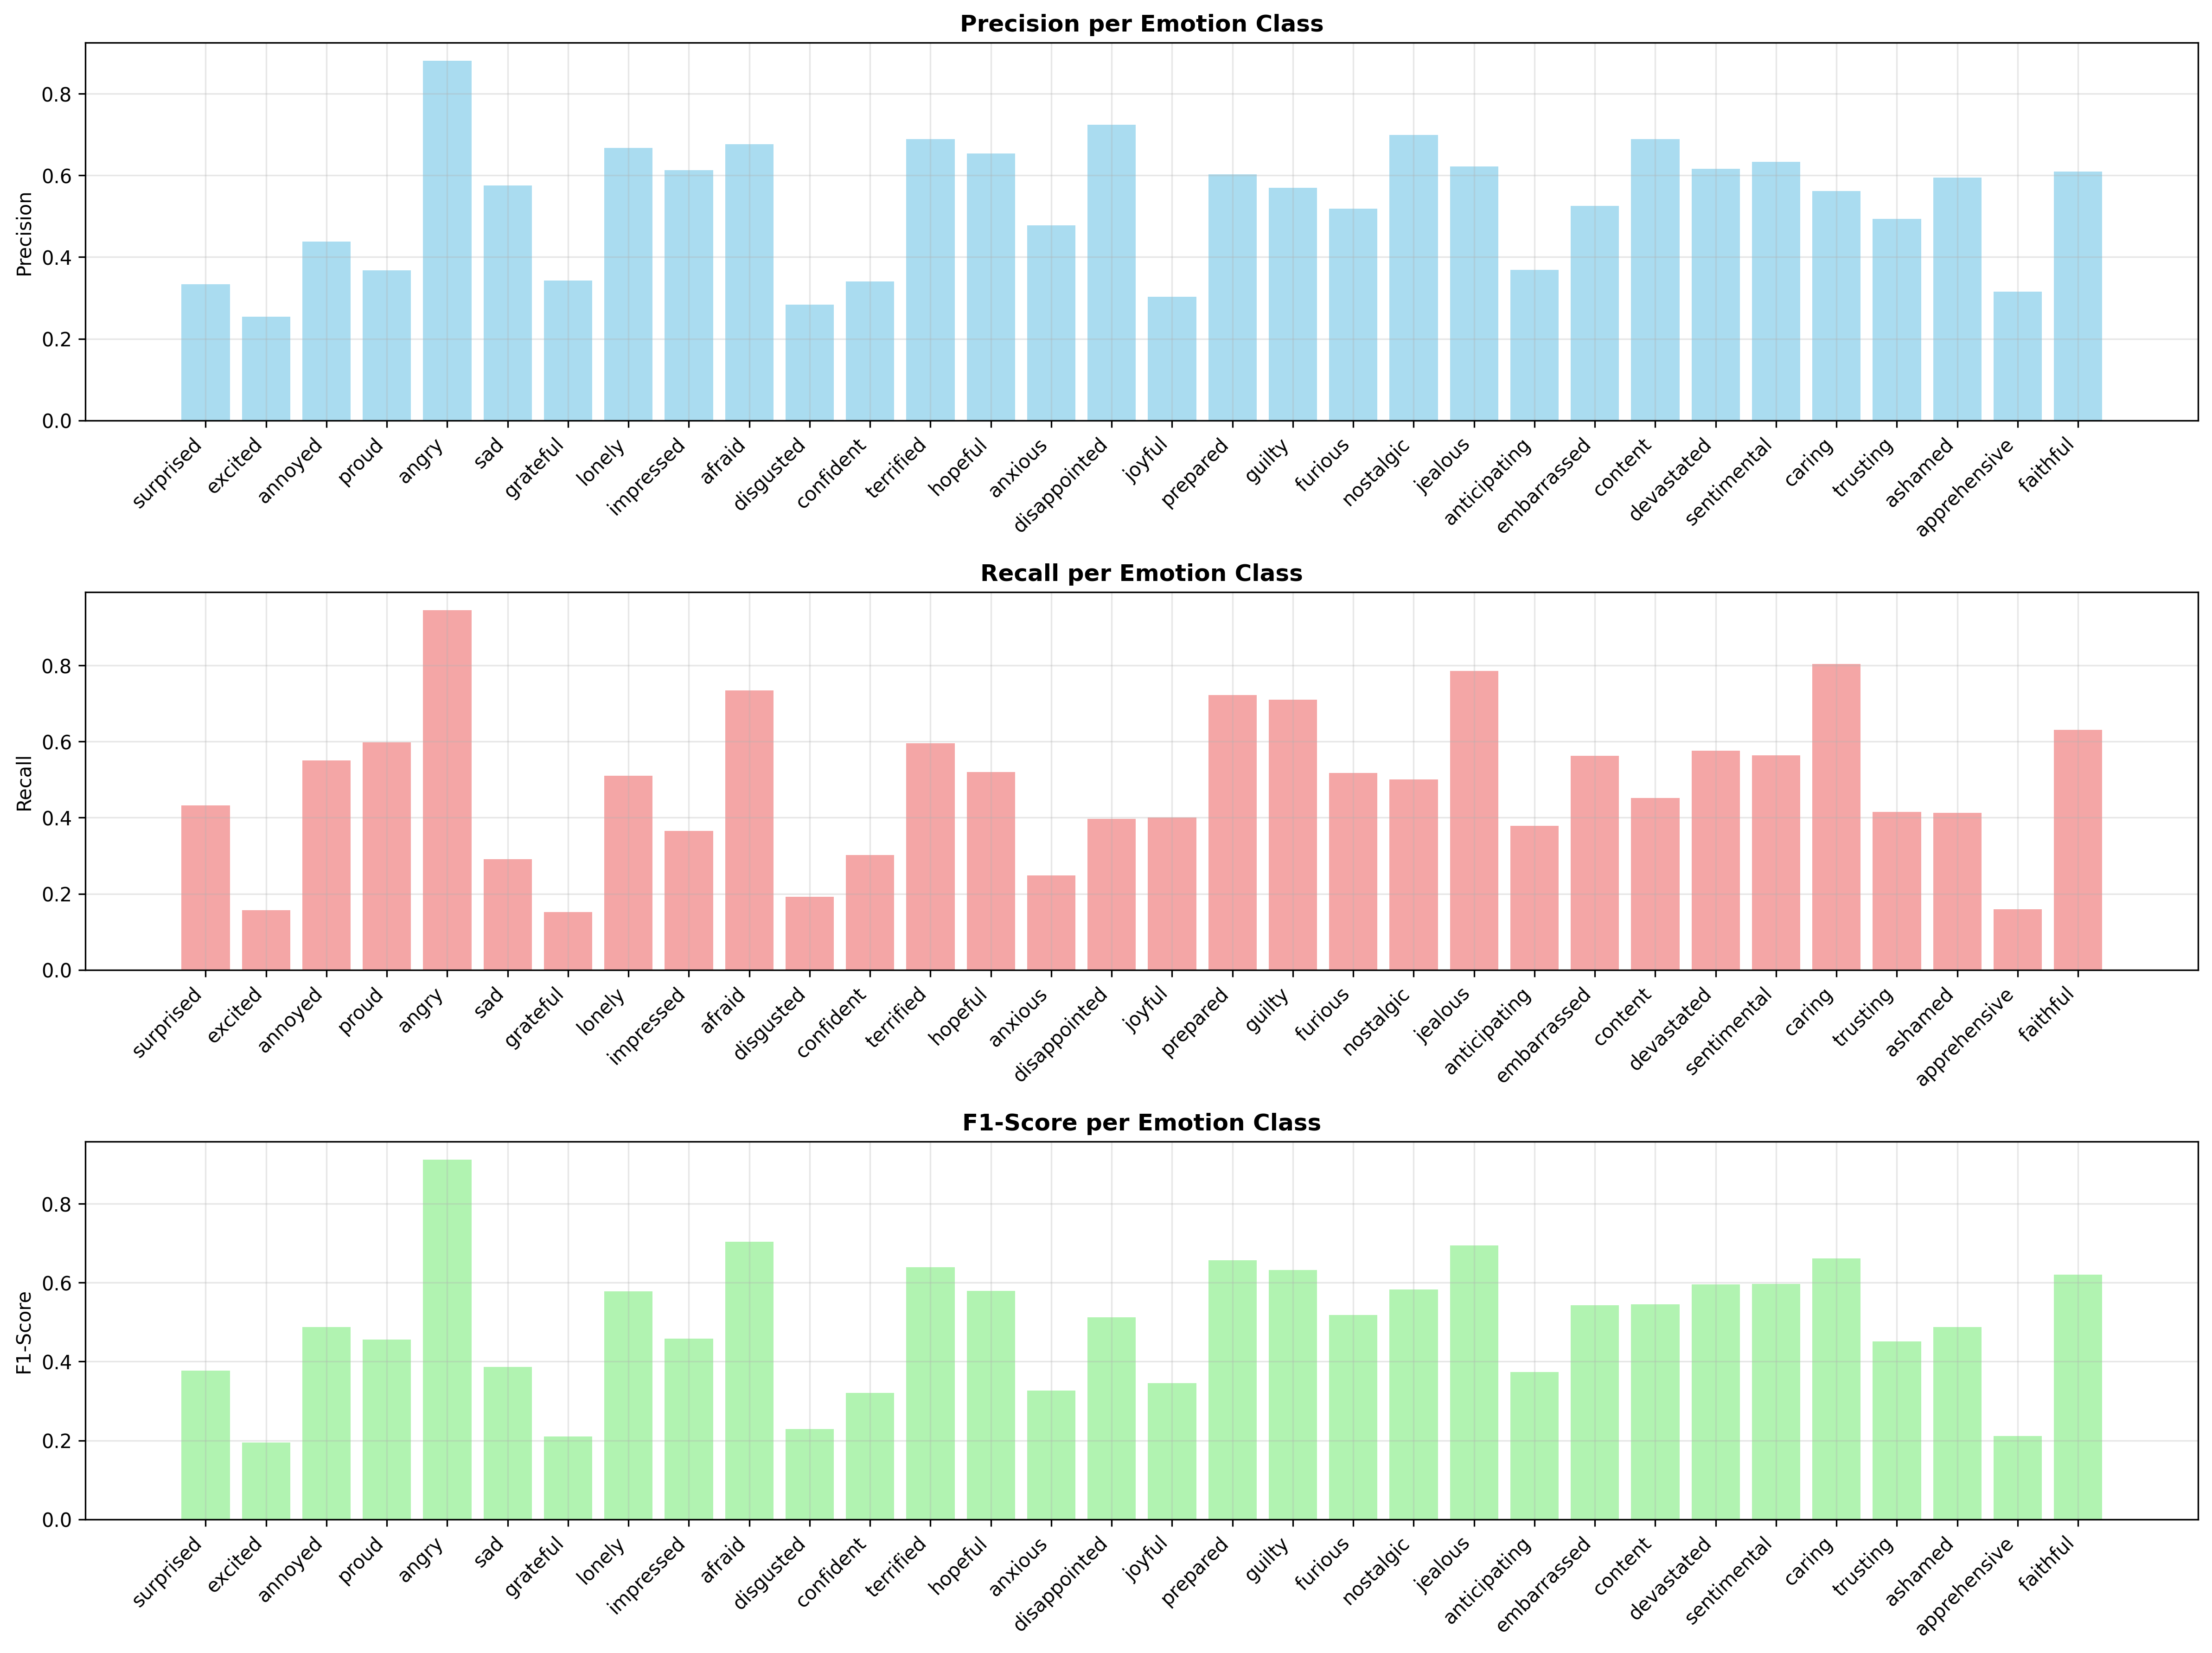 Precision per Emotion Class
Precision
0.8
0.6
0.4
0.2
0.0
surprised
excited
annoyed
proud
angry
sad
grateful
lonely
impressed
afraid
disgusted
confident
terrified
hopeful
anxious
disappointed
joyful
prepared
guilty
furious
nostalgic
jealous
anticipating
embarrassed
content
devastated
sentimental
caring
trusting
ashamed
apprehensive
faithful
Recall per Emotion Class
Recall
0.8
0.6
0.4
0.2
0.0
surprised
excited
annoyed
proud
angry
sad
grateful
lonely
impressed
afraid
disgusted
confident
terrified
hopeful
anxious
disappointed
joyful
prepared
guilty
furious
nostalgic
jealous
anticipating
embarrassed
content
devastated
sentimental
caring
trusting
ashamed
apprehensive
faithful
F1-Score per Emotion Class
F1-Score
0.8
0.6
0.4
0.2
0.0
surprised
excited
annoyed
proud
angry
sad
grateful
lonely
impressed
afraid
disgusted
confident
terrified
hopeful
anxious
disappointed
joyful
prepared
guilty
furious
nostalgic
jealous
anticipating
embarrassed
content
devastated
sentimental
caring
trusting
ashamed
apprehensive
faithful